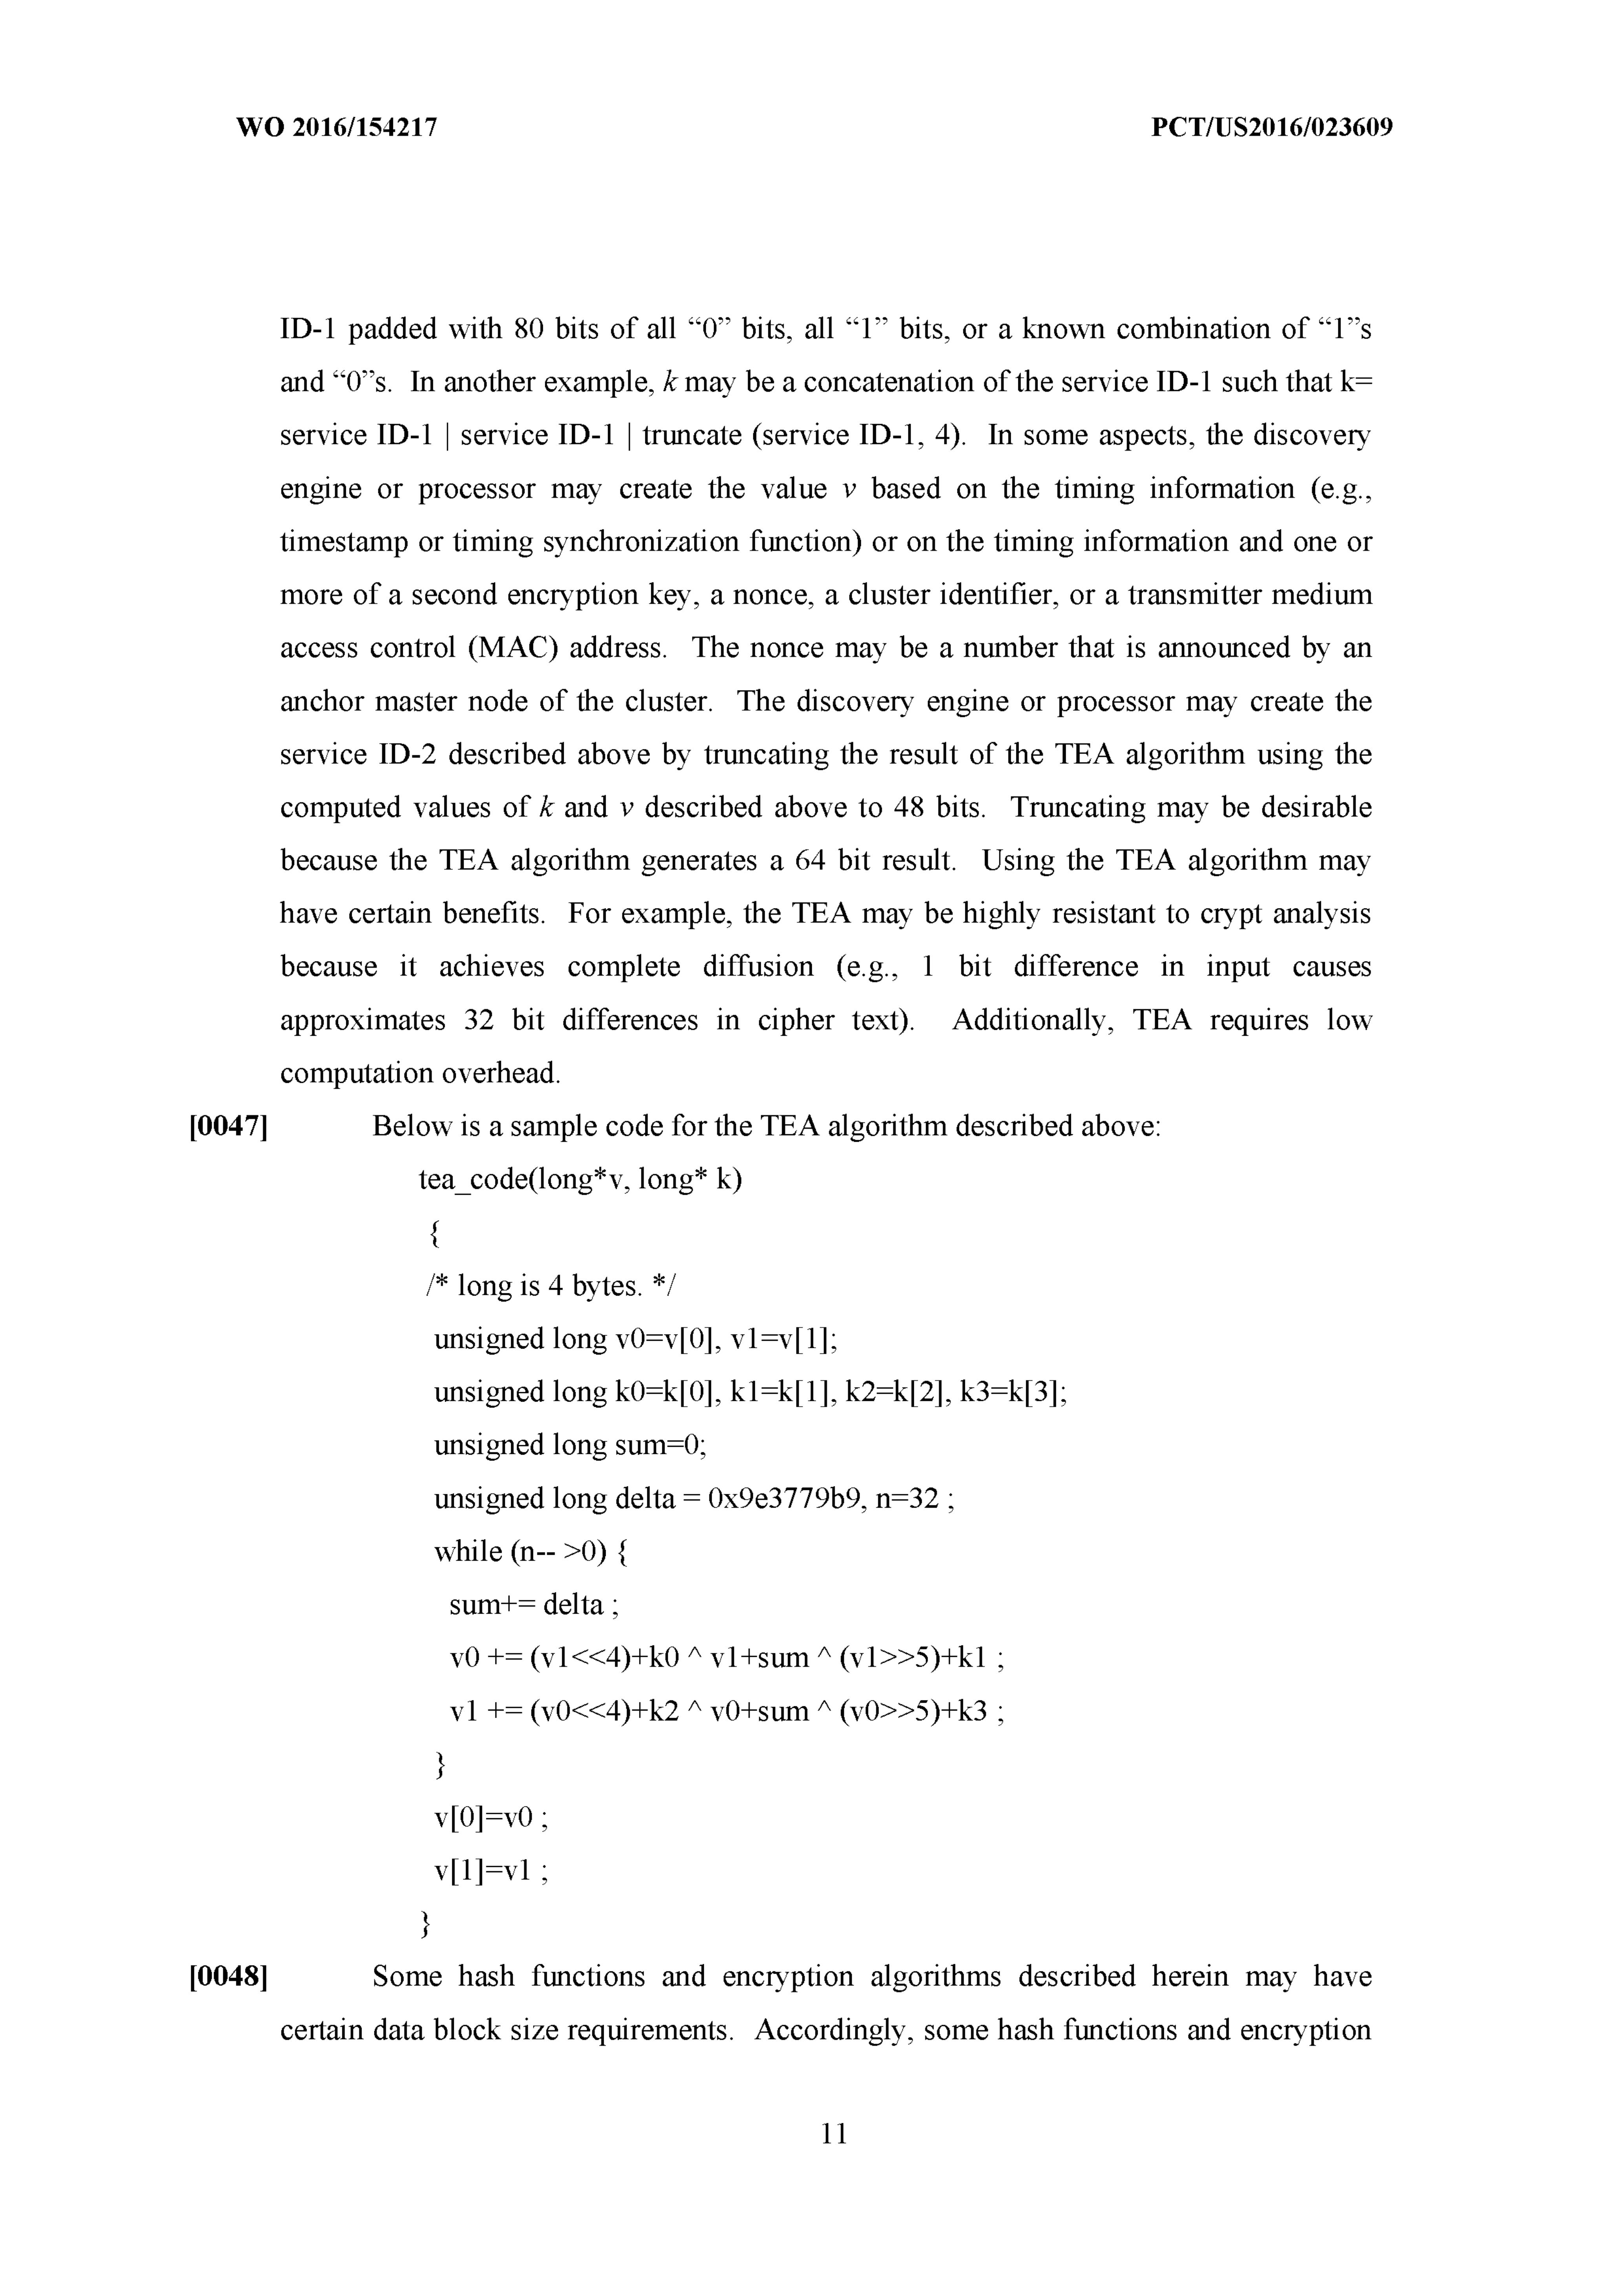 WO 2016/154217 PCT/US2016/023609
ID-1 padded with 80 bits of all “0” bits, all “1” bits, or a known combination of “1”s
and “0”s. In another example, k may be a concatenation of the service ID-1 such that k=
service ID-1 | service ID-1 | truncate (service ID-1, 4). In some aspects, the discovery
engine or processor may create the value v based on the timing information (e.g.,
timestamp or timing synchronization function) or on the timing information and one or
more of a second encryption key, a nonce, a cluster identifier, or a transmitter medium
access control (MAC) address. The nonce may be a number that is announced by an
anchor master node of the cluster. The discovery engine or processor may create the
service ID-2 described above by truncating the result of the TEA algorithm using the
computed values of k and v described above to 48 bits. Truncating may be desirable
because the TEA algorithm generates a 64 bit result. Using the TEA algorithm may
have certain benefits. For example, the TEA may be highly resistant to crypt analysis
because it achieves complete diffusion (e.g., 1 bit difference in input causes
approximates 32 bit differences in cipher text). Additionally, TEA requires low
computation overhead.
[0047] Below is a sample code for the TEA algorithm described above:
tea_code(long*v, long* k)
{
/* long is 4 bytes. */
unsigned long v0=v[0], v1=v[1];
unsigned long k0=k[0], k1=k[1], k2=k[2], k3=k[3];
unsigned long sum=0;
unsigned long delta = 0x9e3779b9, n=32 ;
while (n-- >0) {
sum+= delta ;
v0 += (v1<<4)+k0 ^ v1+sum ^ (v1>>5)+k1 ;
v1 += (v0<<4)+k2 ^ v0+sum ^ (v0>>5)+k3 ;
}
v[0]=v0 ;
v[1]=v1 ;
}
[0048] Some hash functions and encryption algorithms described herein may have
certain data block size requirements. Accordingly, some hash functions and encryption
11